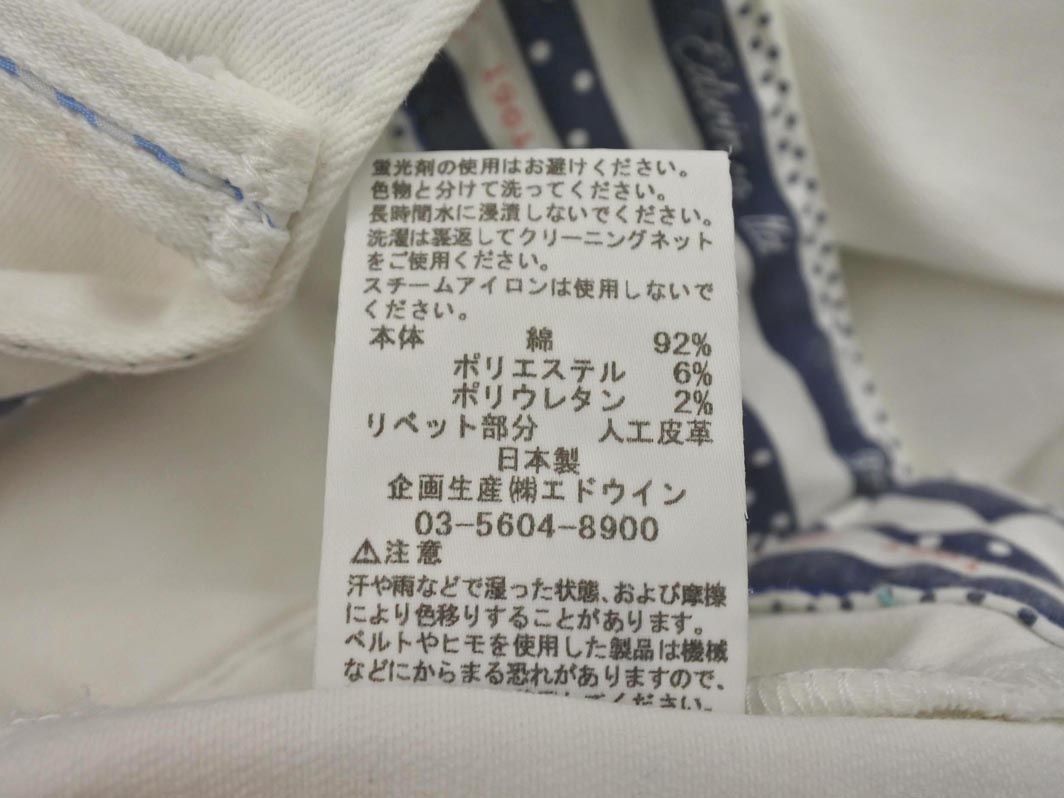 蛍光剤の使用はお避けください。
色物と分けて洗ってください。
長時間水に浸漬しないでください。
洗濯は裏返してクリーニングネット
をご使用ください。
スチームアイロンは使用しないで
ください。
本体 綿 92%
ポリエステル 6%
ポリウレタン 2%
リベット部分 人工皮革
日本製
企画生産㈱エドウイン
03-5604-8900
⚠注意
汗や雨などで湿った状態、および摩擦
により色移りすることがあります。
ベルトやヒモを使用した製品は機械
などにからまる恐れがありますので、
してください。
Edwin
1961